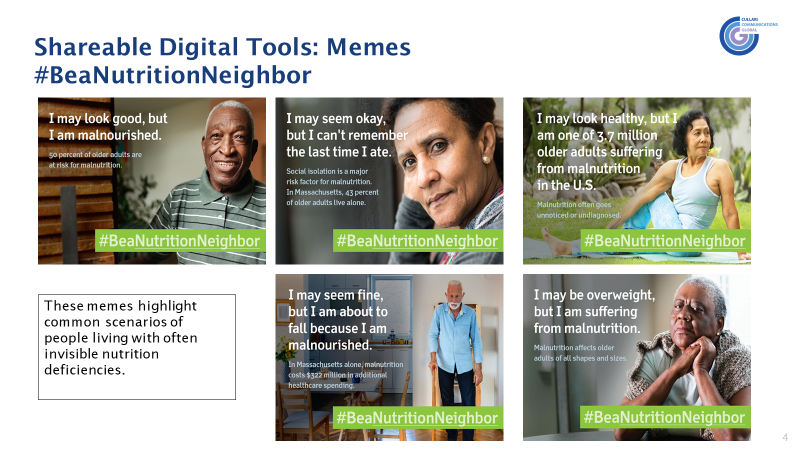 CULLARI
COMMUNICATIONS
GLOBAL
Shareable Digital Tools: Memes
#BeaNutritionNeighbor
I may look good, but
I am malnourished.
50 percent of older adults are
at risk for malnutrition.
#BeaNutritionNeighbor
I may seem okay,
but I can't remember
the last time I ate.
Social isolation is a major
risk factor for malnutrition.
In Massachusetts, 43 percent
of older adults live alone.
#BeaNutritionNeighbor
I may look healthy, but I
am one of 3.7 million
older adults suffering
from malnutrition
in the U.S.
Malnutrition often goes
unnoticed or undiagnosed.
#BeaNutritionNeighbor
These memes highlight
common scenarios of
people living with often
invisible nutrition
deficiencies.
I may seem fine,
but I am about to
fall because I am
malnourished.
In Massachusetts alone, malnutrition
costs $322 million in additional
healthcare spending.
#BeaNutritionNeighbor
I may be overweight,
but I am suffering
from malnutrition.
Malnutrition affects older
adults of all shapes and sizes.
#BeaNutritionNeighbor
4